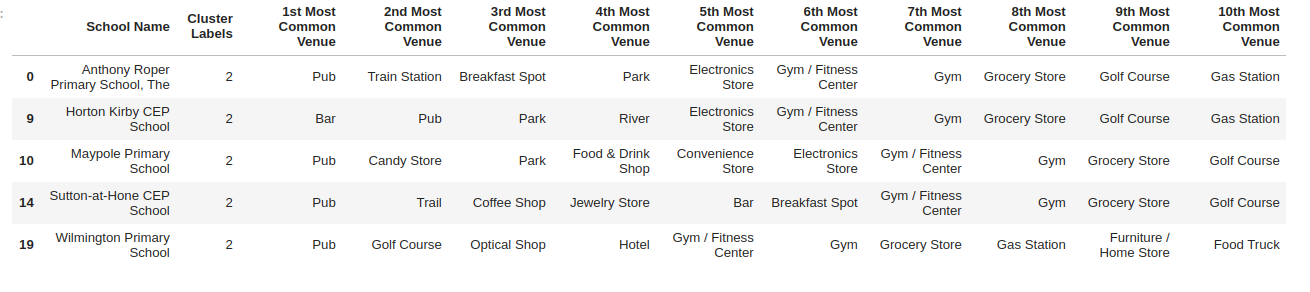 :
School Name Cluster Labels 1st Most Common Venue 2nd Most Common Venue 3rd Most Common Venue 4th Most Common Venue 5th Most Common Venue 6th Most Common Venue 7th Most Common Venue 8th Most Common Venue 9th Most Common Venue 10th Most Common Venue
0 Anthony Roper Primary School, The 2 Pub Train Station Breakfast Spot Park Electronics Store Gym / Fitness Center Gym Grocery Store Golf Course Gas Station
9 Horton Kirby CEP School 2 Bar Pub Park River Electronics Store Gym / Fitness Center Gym Grocery Store Golf Course Gas Station
10 Maypole Primary School 2 Pub Candy Store Park Food & Drink Shop Convenience Store Electronics Store Gym / Fitness Center Gym Grocery Store Golf Course
14 Sutton-at-Hone CEP School 2 Pub Trail Coffee Shop Jewelry Store Bar Breakfast Spot Gym / Fitness Center Gym Grocery Store Golf Course
19 Wilmington Primary School 2 Pub Golf Course Optical Shop Hotel Gym / Fitness Center Gym Grocery Store Gas Station Furniture / Home Store Food Truck